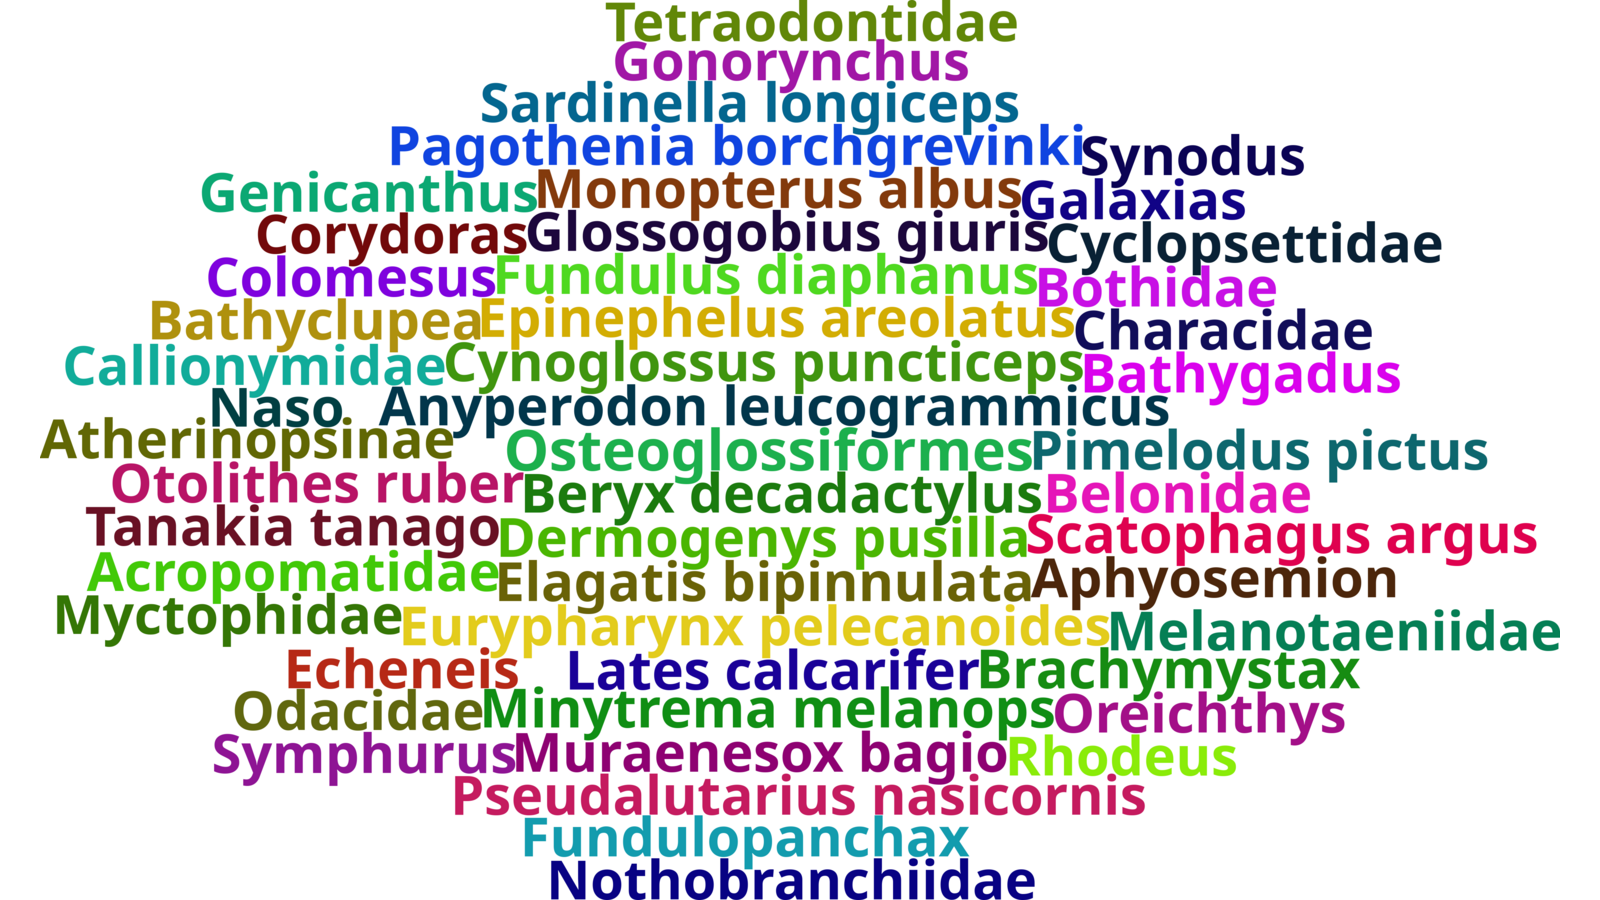 Tetraodontidae
Gonorynchus
Sardinella longiceps
Pagothenia borchgrevinki Synodus
Genicanthus Monopterus albus Galaxias
Corydoras Glossogobius giuris Cyclopsettidae
Colomesus Fundulus diaphanus Bothidae
Bathyclupea Epinephelus areolatus Characidae
Callionymidae Cynoglossus puncticeps Bathygadus
Naso Anyperodon leucogrammicus
Atherinopsinae Osteoglossiformes Pimelodus pictus
Otolithes ruber Beryx decadactylus Belonidae
Tanakia tanago Dermogenys pusilla Scatophagus argus
Acropomatidae Elagatis bipinnulata Aphyosemion
Myctophidae Eurypharynx pelecanoides Melanotaeniidae
Echeneis Lates calcarifer Brachymystax
Odacidae Minytrema melanops Oreichthys
Symphurus Muraenesox bagio Rhodeus
Pseudalutarius nasicornis
Fundulopanchax
Nothobranchiidae